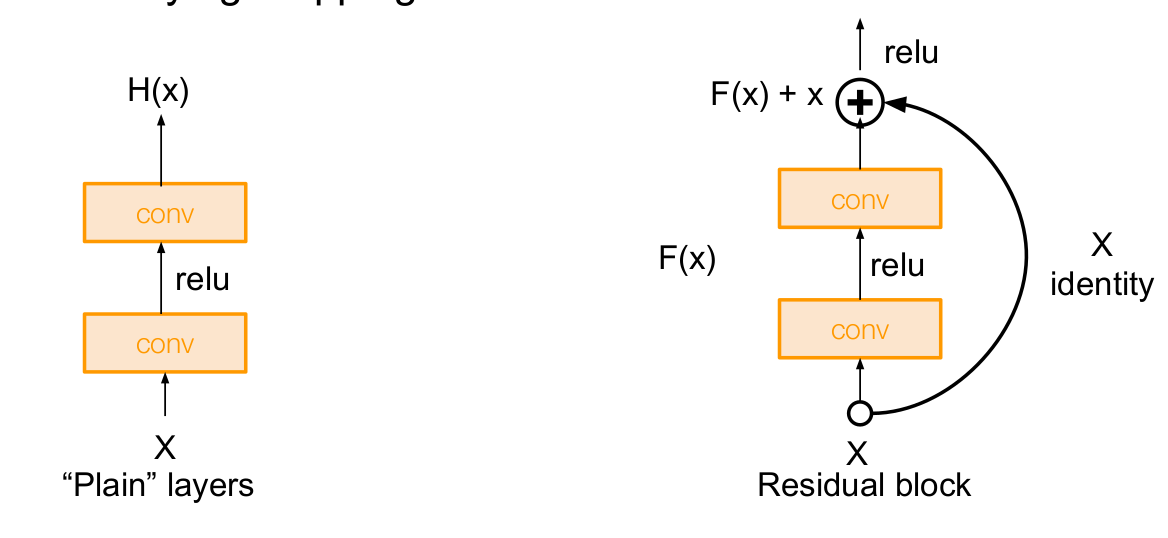 H(x)
conv
relu
conv
X
“Plain” layers
relu
F(x) + x
conv
F(x)
relu
X
identity
conv
X
Residual block